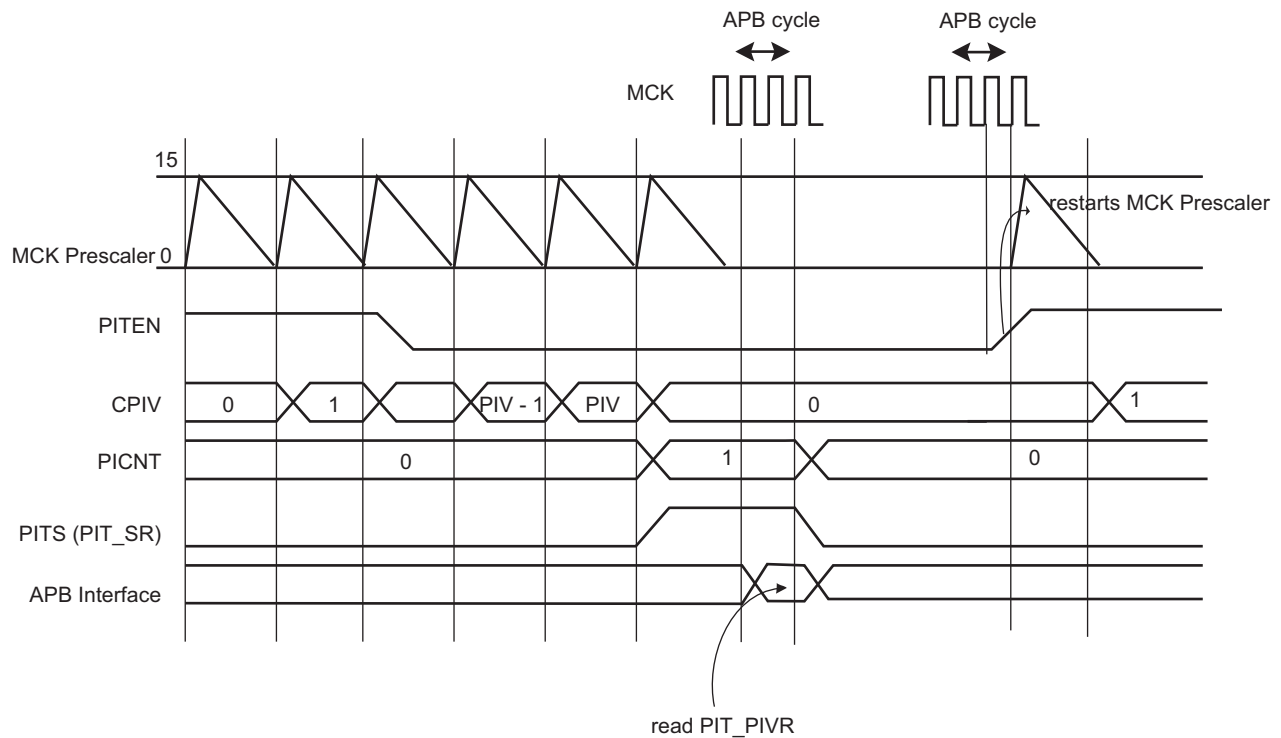 APB cycle
APB cycle
MCK
15
restarts MCK Prescaler
MCK Prescaler 0
PITEN
CPIV 0 1 PIV - 1 PIV 0 1
PICNT 0 1 0
PITS (PIT_SR)
APB Interface
read PIT_PIVR